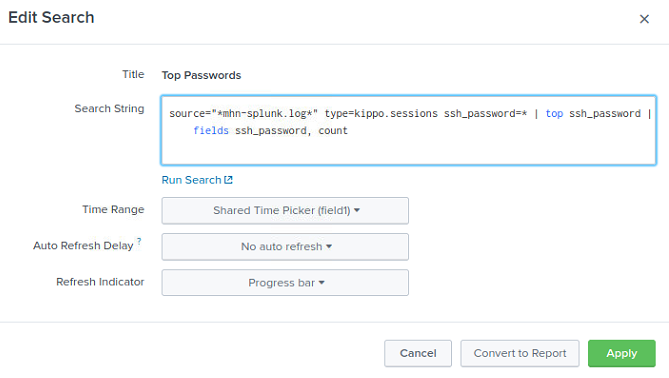 Edit Search ×
Title Top Passwords
Search String source="*mhn-splunk.log*" type=kippo.sessions ssh_password=* | top ssh_password |
fields ssh_password, count
Run Search
Time Range Shared Time Picker (field1)
Auto Refresh Delay ? No auto refresh
Refresh Indicator Progress bar
Cancel Convert to Report Apply